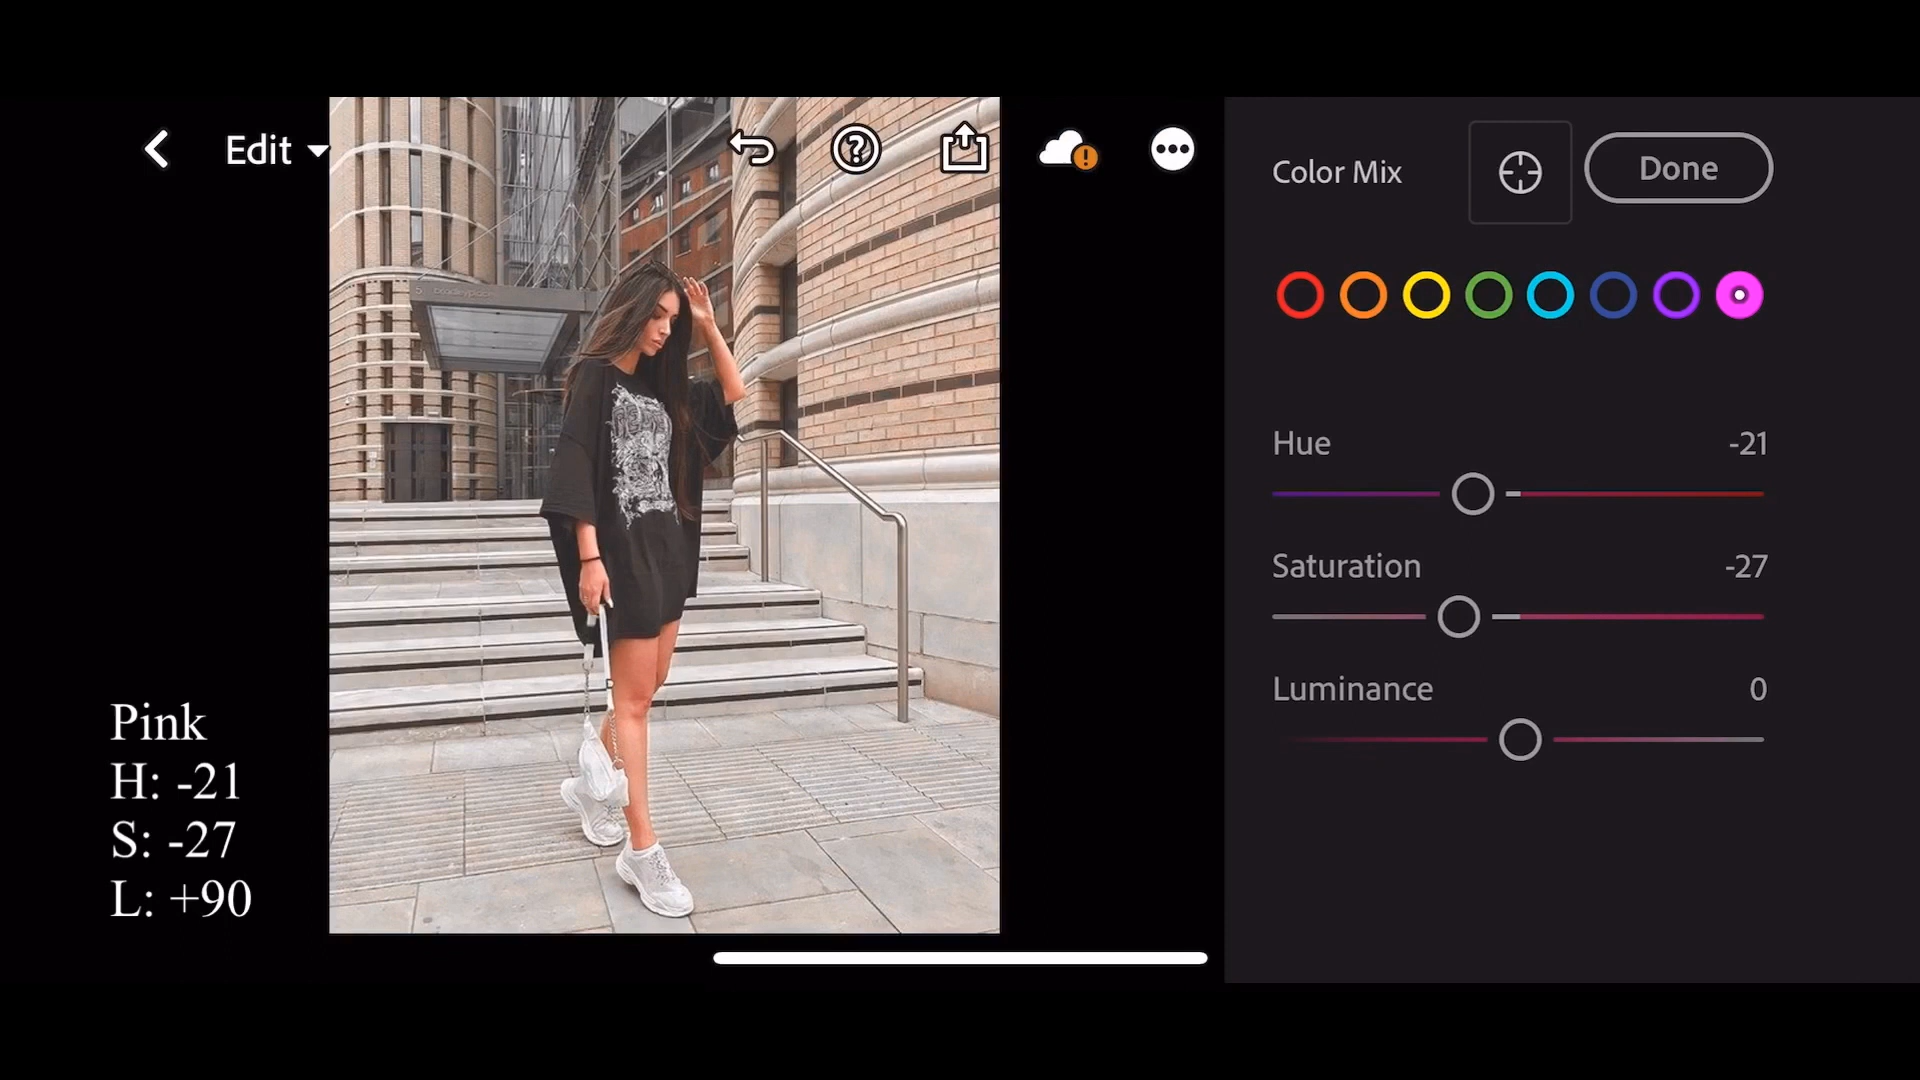 Edit
Color Mix
Done
Hue -21
Saturation -27
Luminance 0
Pink
H: -21
S: -27
L: +90